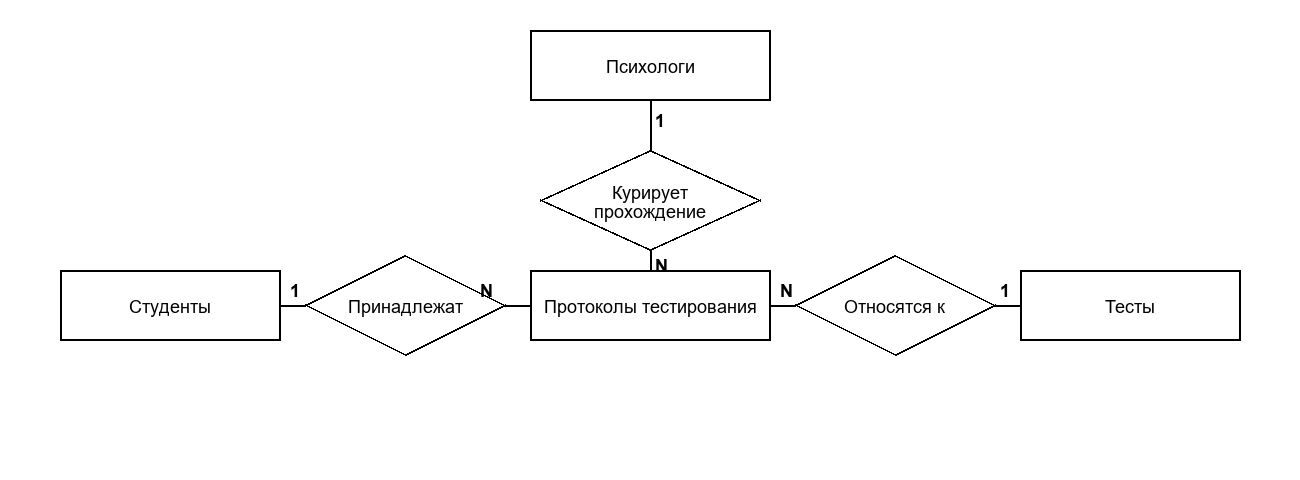 Психологи
1
Курирует
прохождение
N
Студенты
1
Принадлежат
N
Протоколы тестирования
N
Относятся к
1
Тесты